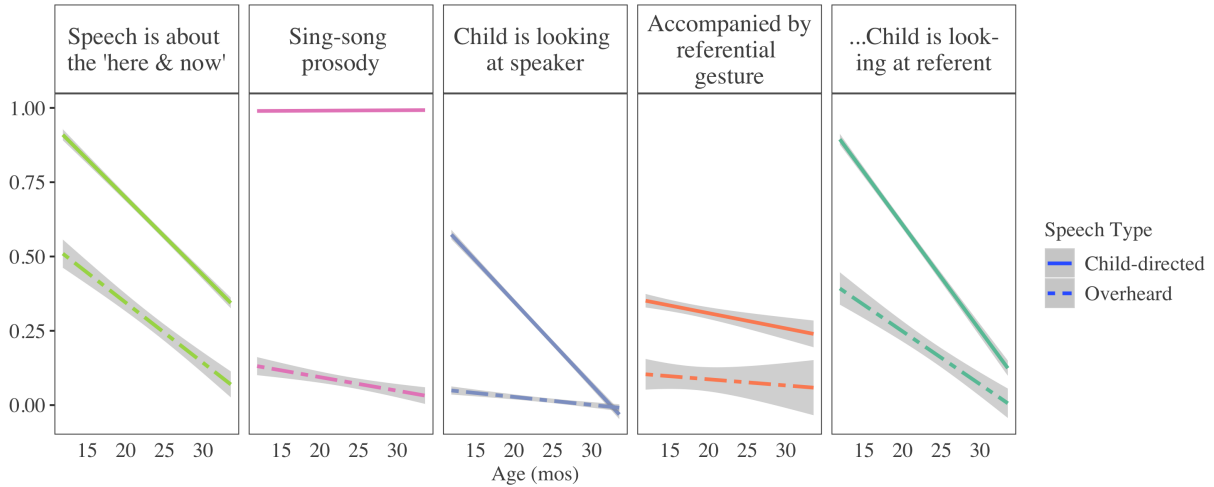 Speech is about
the 'here & now'
Sing-song
prosody
Child is looking
at speaker
Accompanied by
referential
gesture
...Child is look-
ing at referent
1.00
0.75
0.50
0.25
0.00
15 20 25 30
15 20 25 30
15 20 25 30
15 20 25 30
15 20 25 30
Age (mos)
Speech Type
Child-directed
Overheard